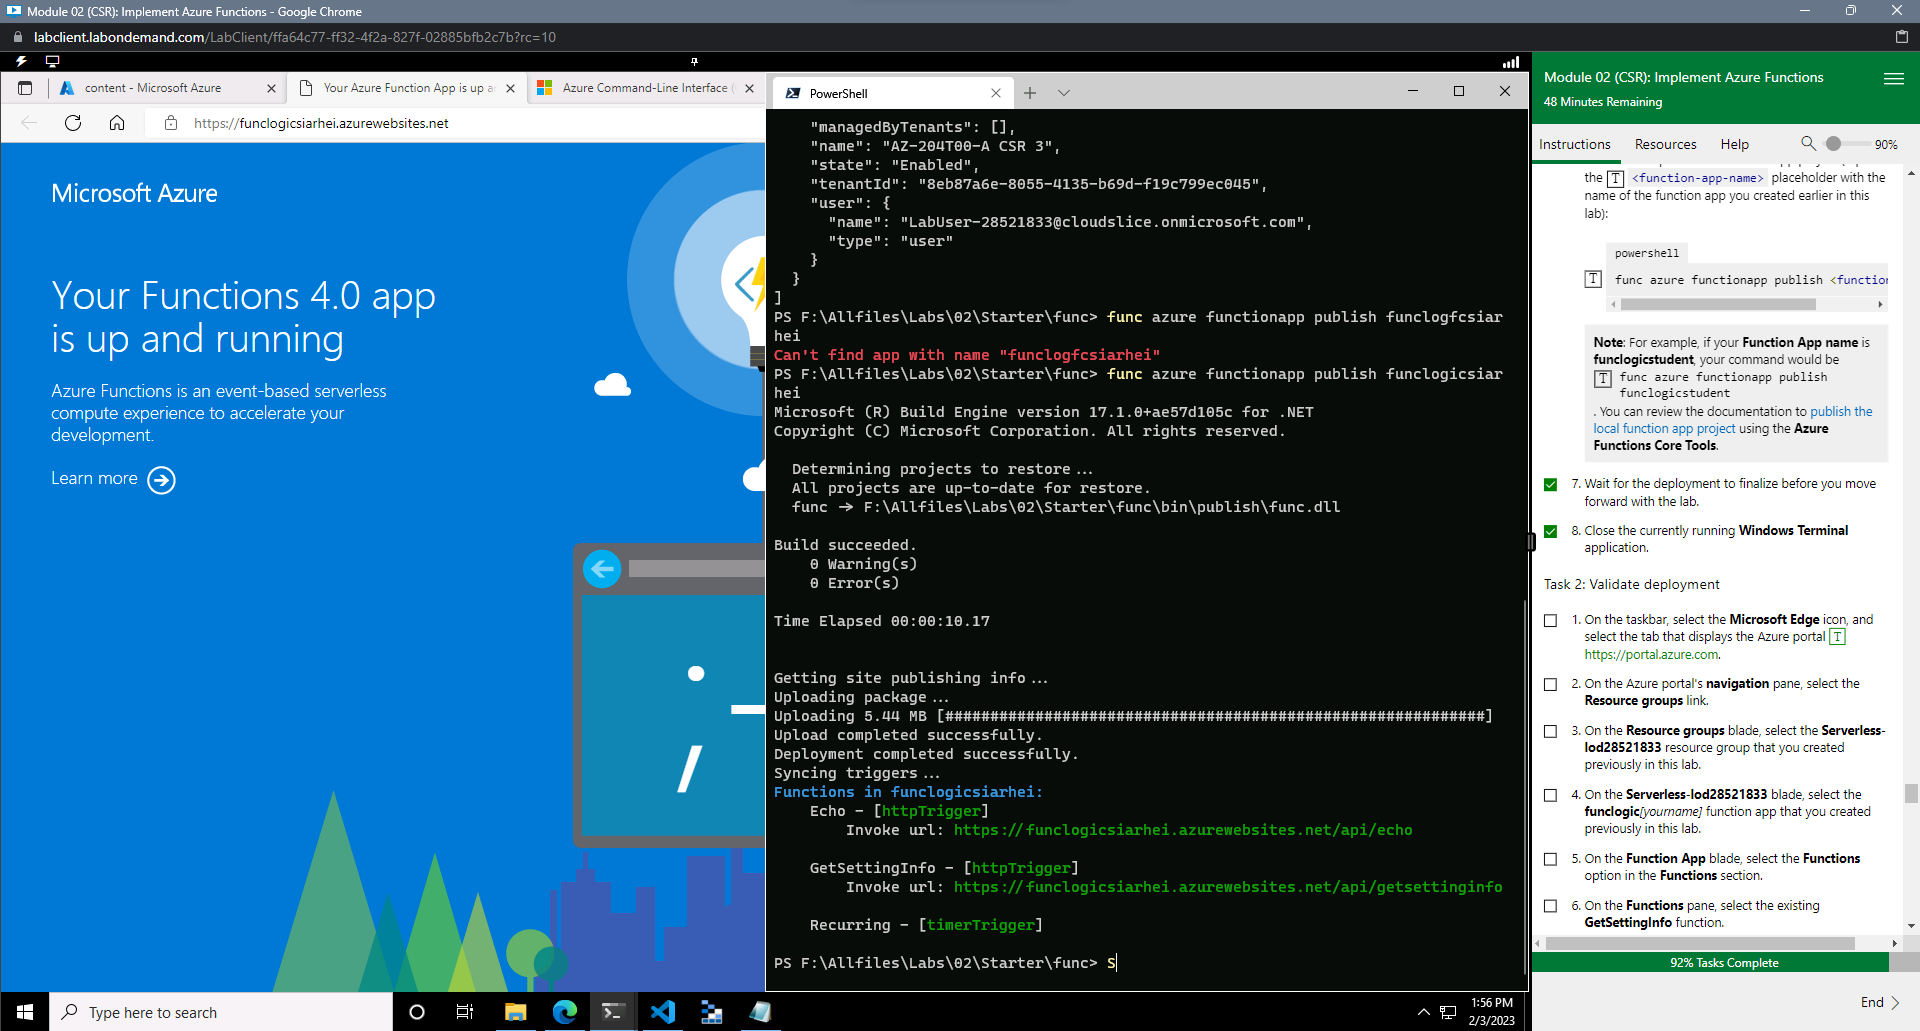 Module 02 (CSR): Implement Azure Functions - Google Chrome
labclient.labondemand.com/LabClient/ffa64c77-ff32-4f2a-827f-02885bfb2c7b?rc=10
content - Microsoft Azure
Your Azure Function App is up a
Azure Command-Line Interface (
https://funclogicsiarhei.azurewebsites.net
Microsoft Azure
Your Functions 4.0 app
is up and running
Azure Functions is an event-based serverless
compute experience to accelerate your
development.
Learn more
PowerShell
"managedByTenants": [],
"name": "AZ-204T00-A CSR 3",
"state": "Enabled",
"tenantId": "8eb87a6e-8055-4135-b69d-f19c799ec045",
"user": {
"name": "LabUser-28521833@cloudslice.onmicrosoft.com",
"type": "user"
}
}
]
PS F:\Allfiles\Labs\02\Starter\func> func azure functionapp publish funclogfcsiar
hei
Can't find app with name "funclogfcsiarhei"
PS F:\Allfiles\Labs\02\Starter\func> func azure functionapp publish funclogicsiar
hei
Microsoft (R) Build Engine version 17.1.0+ae57d105c for .NET
Copyright (C) Microsoft Corporation. All rights reserved.
Determining projects to restore...
All projects are up-to-date for restore.
func -> F:\Allfiles\Labs\02\Starter\func\bin\publish\func.dll
Build succeeded.
0 Warning(s)
0 Error(s)
Time Elapsed 00:00:10.17
Getting site publishing info...
Uploading package...
Uploading 5.44 MB [############################################################]
Upload completed successfully.
Deployment completed successfully.
Syncing triggers...
Functions in funclogicsiarhei:
Echo - [httpTrigger]
Invoke url: https://funclogicsiarhei.azurewebsites.net/api/echo
GetSettingInfo - [httpTrigger]
Invoke url: https://funclogicsiarhei.azurewebsites.net/api/getsettinginfo
Recurring - [timerTrigger]
PS F:\Allfiles\Labs\02\Starter\func> S
Module 02 (CSR): Implement Azure Functions
48 Minutes Remaining
Instructions Resources Help 90%
the T <function-app-name> placeholder with the
name of the function app you created earlier in this
lab):
powershell
T func azure functionapp publish <function
Note: For example, if your Function App name is
funclogicstudent, your command would be
T func azure functionapp publish
funclogicstudent
. You can review the documentation to publish the
local function app project using the Azure
Functions Core Tools.
7. Wait for the deployment to finalize before you move
forward with the lab.
8. Close the currently running Windows Terminal
application.
Task 2: Validate deployment
1. On the taskbar, select the Microsoft Edge icon, and
select the tab that displays the Azure portal T
https://portal.azure.com.
2. On the Azure portal's navigation pane, select the
Resource groups link.
3. On the Resource groups blade, select the Serverless-
lod28521833 resource group that you created
previously in this lab.
4. On the Serverless-lod28521833 blade, select the
funclogic[yourname] function app that you created
previously in this lab.
5. On the Function App blade, select the Functions
option in the Functions section.
6. On the Functions pane, select the existing
GetSettingInfo function.
92% Tasks Complete
End
Type here to search
1:56 PM
2/3/2023